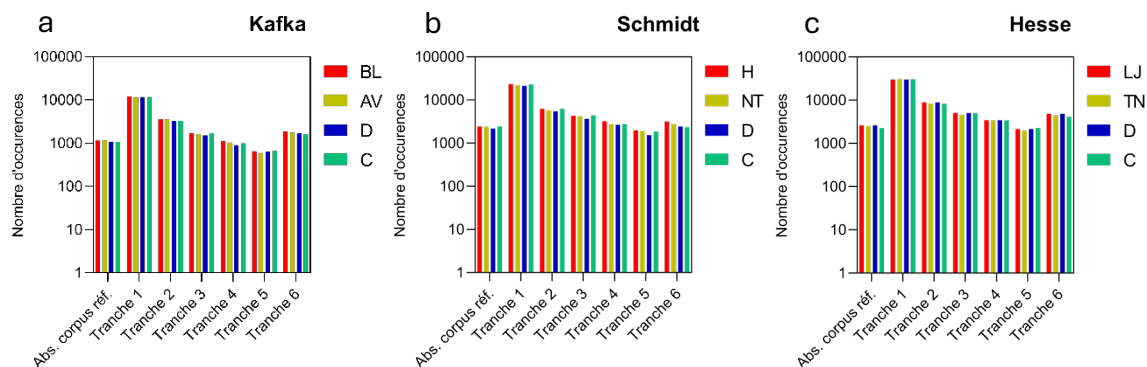 a
Kafka
Nombre d'occurences
100000
10000
1000
100
10
1
Abs. corpus réf.
Tranche 1
Tranche 2
Tranche 3
Tranche 4
Tranche 5
Tranche 6
BL
AV
D
C
b
Schmidt
Nombre d'occurences
100000
10000
1000
100
10
1
Abs. corpus réf.
Tranche 1
Tranche 2
Tranche 3
Tranche 4
Tranche 5
Tranche 6
H
NT
D
C
c
Hesse
Nombre d'occurences
100000
10000
1000
100
10
1
Abs. corpus réf.
Tranche 1
Tranche 2
Tranche 3
Tranche 4
Tranche 5
Tranche 6
LJ
TN
D
C